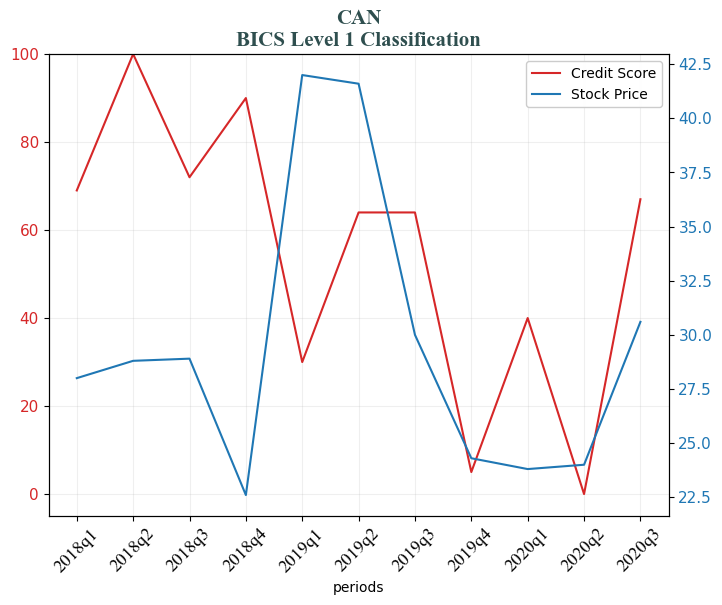 CAN
BICS Level 1 Classification
Credit Score
Stock Price
100
80
60
40
20
0
42.5
40.0
37.5
35.0
32.5
30.0
27.5
25.0
22.5
2018q1
2018q2
2018q3
2018q4
2019q1
2019q2
2019q3
2019q4
2020q1
2020q2
2020q3
periods